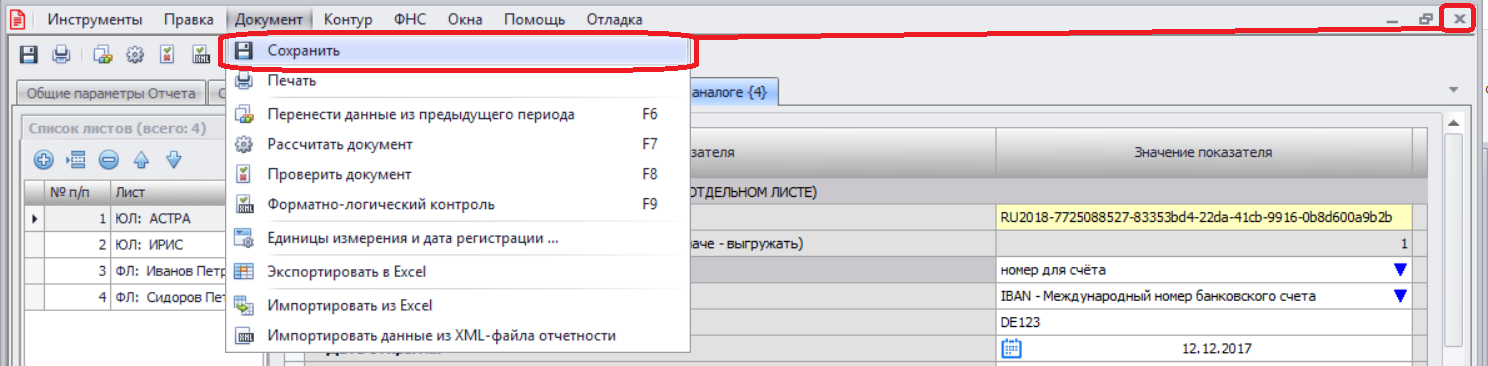 Инструменты Правка Документ Контур ФНС Окна Помощь Отладка
Сохранить
Печать
Перенести данные из предыдущего периода F6
Рассчитать документ F7
Проверить документ F8
Форматно-логический контроль F9
Единицы измерения и дата регистрации ...
Экспортировать в Excel
Импортировать из Excel
Импортировать данные из XML-файла отчетности
Общие параметры Отчета
аналоге {4}
Список листов (всего: 4)
№ п/п Лист
1 ЮЛ: АСТРА
2 ЮЛ: ИРИС
3 ФЛ: Иванов Петр
4 ФЛ: Сидоров Пет
Значение показателя
ОТДЕЛЬНОМ ЛИСТЕ)
RU2018-7725088527-83353bd4-22da-41cb-9916-0b8d600a9b2b
- выгружать) 1
номер для счёта
IBAN - Международный номер банковского счета
DE123
12.12.2017